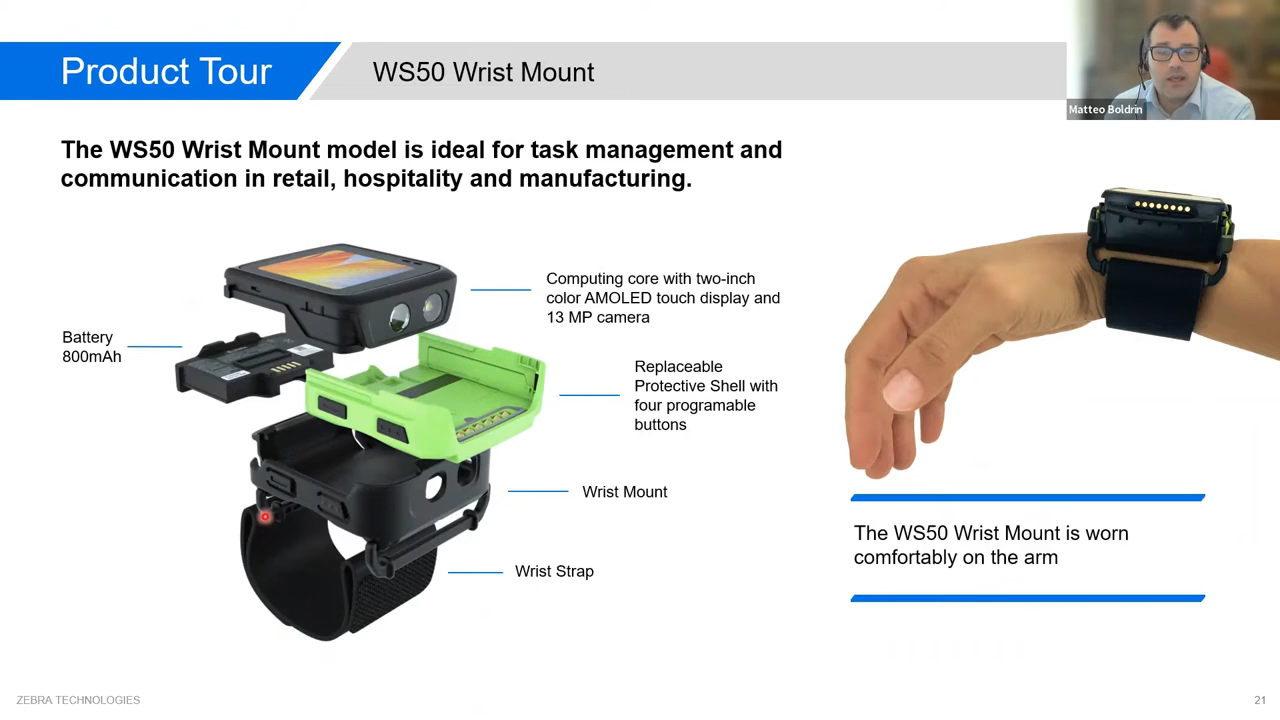 Product Tour
WS50 Wrist Mount
Matteo Boldrin
The WS50 Wrist Mount model is ideal for task management and
communication in retail, hospitality and manufacturing.
Computing core with two-inch
color AMOLED touch display and
13 MP camera
Battery
800mAh
Replaceable
Protective Shell with
four programable
buttons
Wrist Mount
Wrist Strap
The WS50 Wrist Mount is worn
comfortably on the arm
ZEBRA TECHNOLOGIES
21